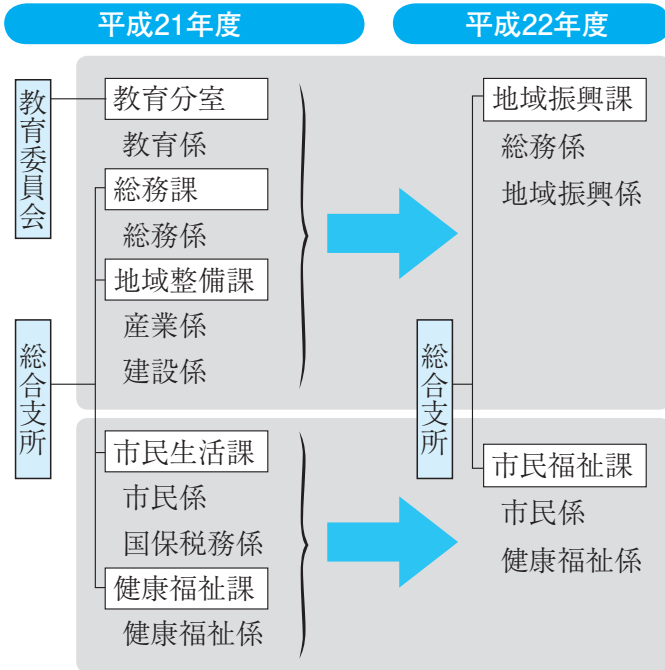 平成21年度
平成22年度
教育委員会
教育分室
教育係
総務課
総務係
地域整備課
産業係
建設係
総合支所
市民生活課
市民係
国保税務係
健康福祉課
健康福祉係
地域振興課
総務係
地域振興係
総合支所
市民福祉課
市民係
健康福祉係